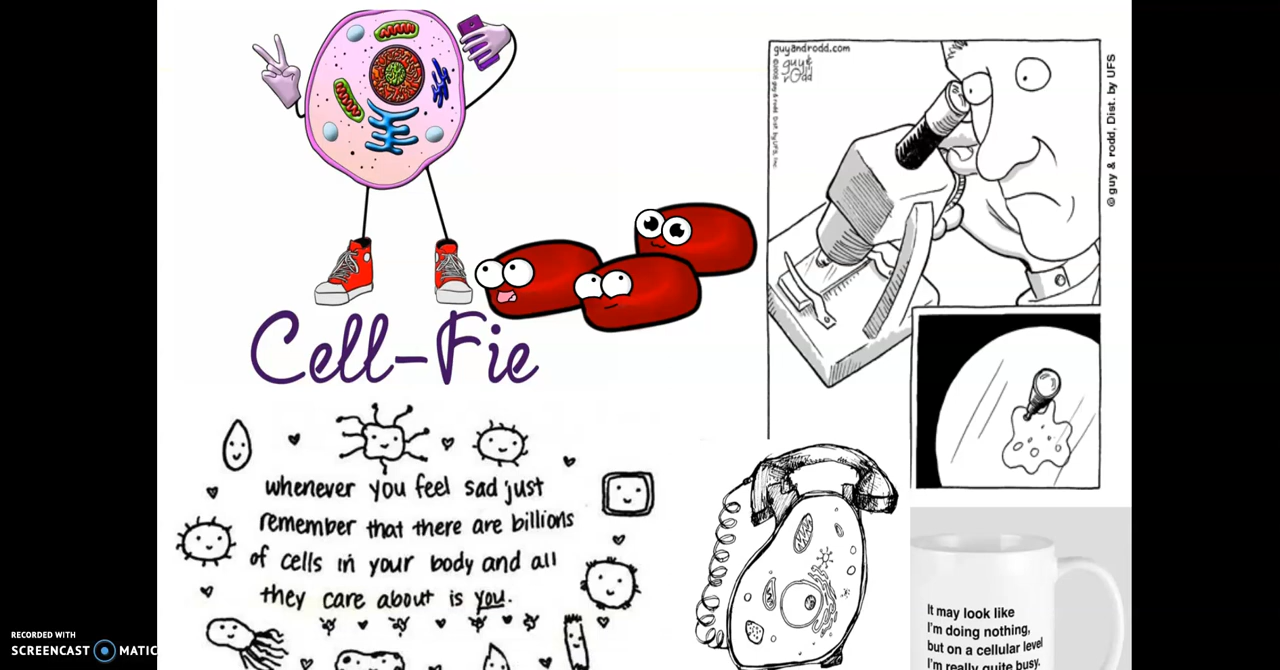 guyandrodd.com
guy &
rodd
© guy & rodd, Dist. by UFS
Cell-Fie
whenever you feel sad just
remember that there are billions
of cells in your body and all
they care about is you.
It may look like
I'm doing nothing,
but on a cellular level
I'm really quite busy.
RECORDED WITH
SCREENCAST MATIC